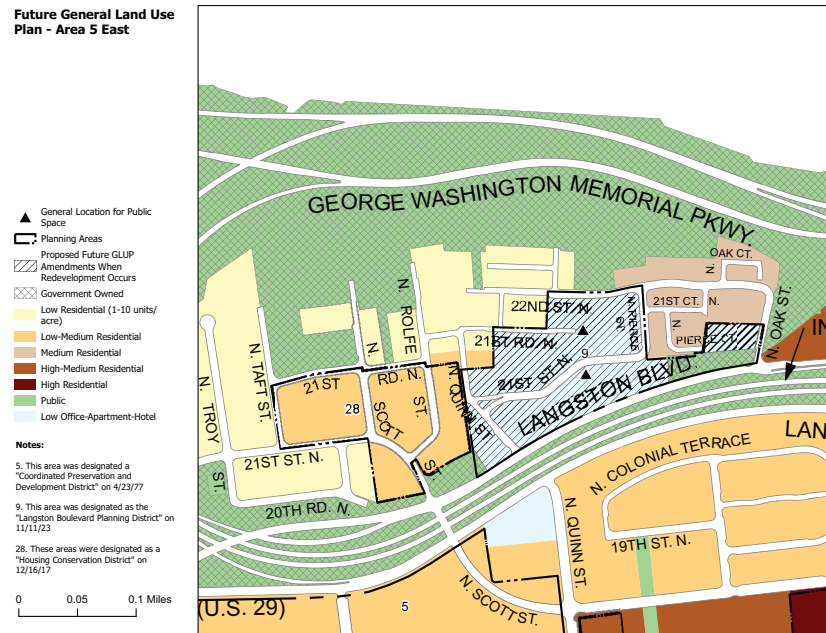 Future General Land Use
Plan - Area 5 East
General Location for Public
Space
Planning Areas
Proposed Future GLUP
Amendments When
Redevelopment Occurs
Government Owned
Low Residential (1-10 units/
acre)
Low-Medium Residential
Medium Residential
High-Medium Residential
High Residential
Public
Low Office-Apartment-Hotel
Notes:
5. This area was designated a
"Coordinated Preservation and
Development District" on 4/23/77
9. This area was designated as the
"Langston Boulevard Planning District" on
11/11/23
28. These areas were designated as a
"Housing Conservation District" on
12/16/17
0 0.05 0.1 Miles
GEORGE WASHINGTON MEMORIAL PKWY.
OAK CT.
N.
N. ROLFE
ST.
22ND ST. N.
N. PIERCE
ST.
21ST CT. N.
N.
PIERCE CT.
N. OAK ST.
IN
21ST RD. N.
9
21ST ST. N.
LANGSTON BLVD.
N. QUINN ST.
N. TAFT ST.
N.
SCOTT
ST.
21ST
RD. N.
28
N. TROY
ST.
21ST ST. N.
20TH RD. N.
N. COLONIAL TERRACE
LAN
N. QUINN ST.
19TH ST. N.
N. SCOTT ST.
5
(U.S. 29)